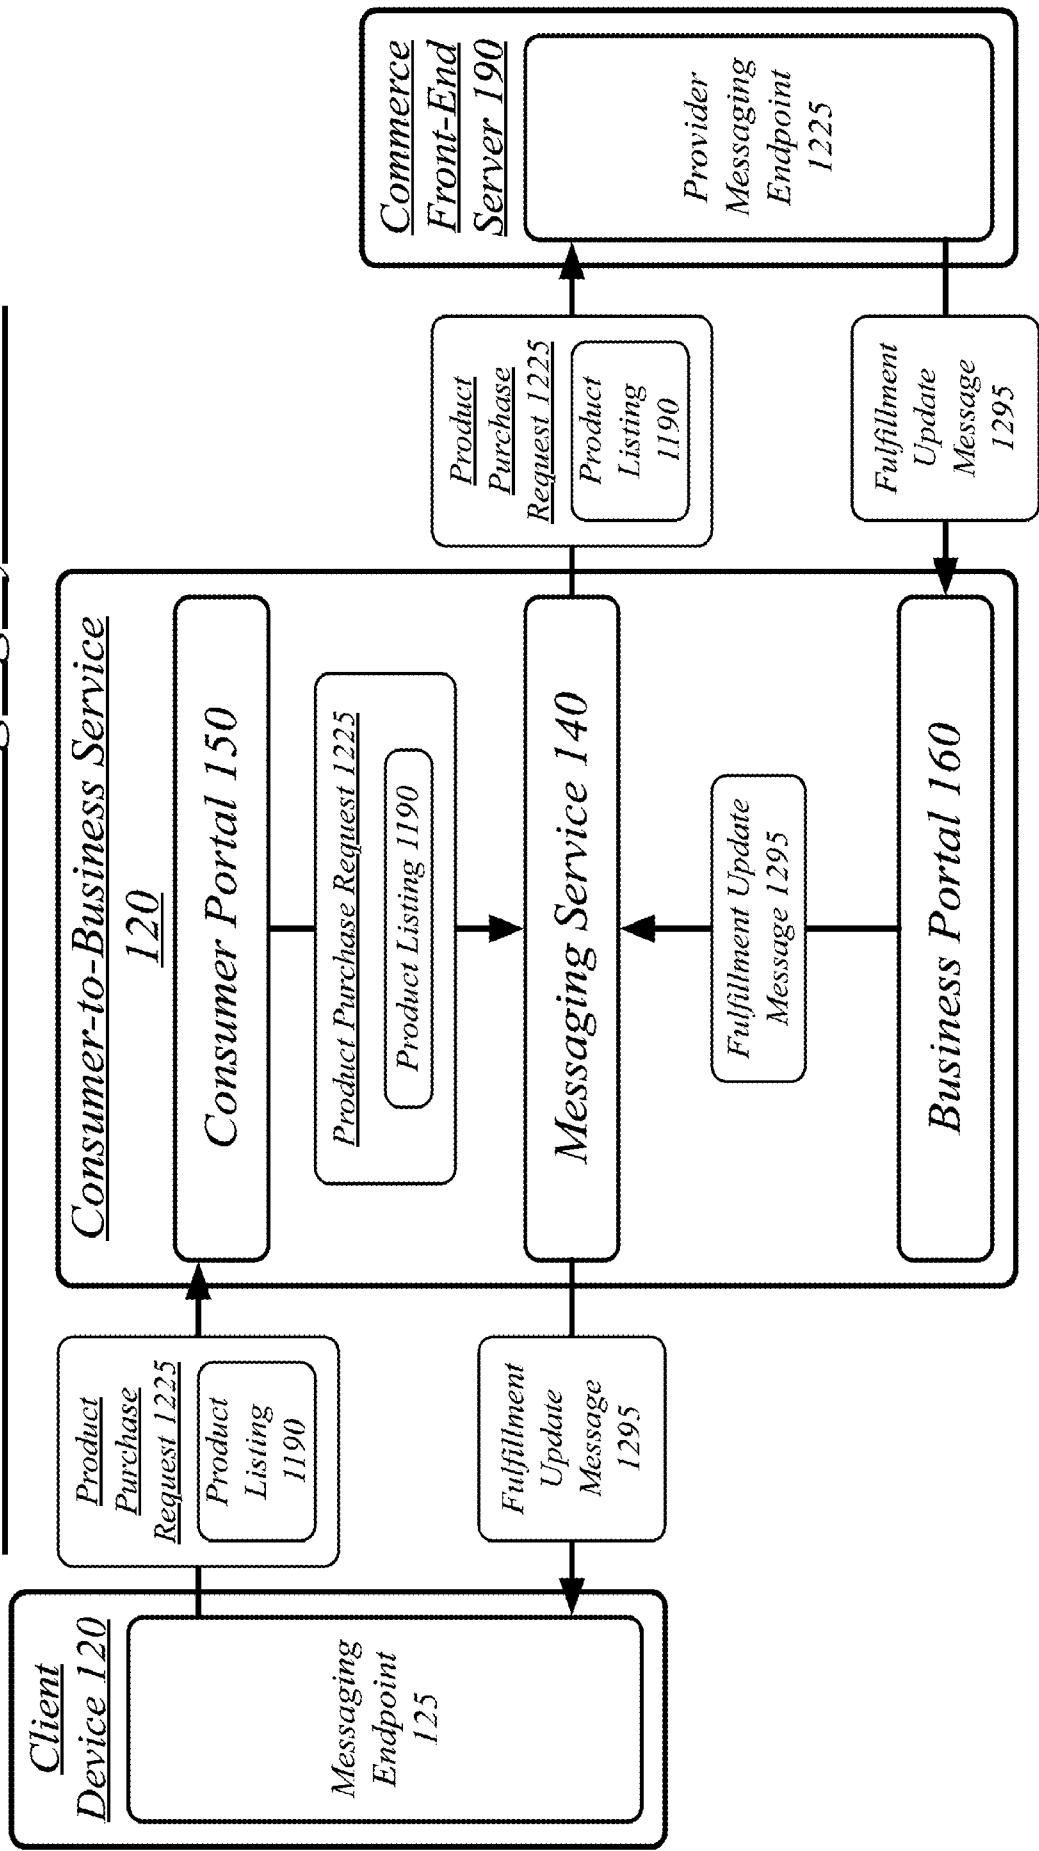 Client
Device 120
Messaging
Endpoint
125
Product
Purchase
Request 1225
Product
Listing
1190
Fulfillment
Update
Message
1295
Consumer-to-Business Service
120
Consumer Portal 150
Product Purchase Request 1225
Product Listing 1190
Messaging Service 140
Fulfillment Update
Message 1295
Business Portal 160
Product
Purchase
Request 1225
Product
Listing
1190
Fulfillment
Update
Message
1295
Commerce
Front-End
Server 190
Provider
Messaging
Endpoint
1225